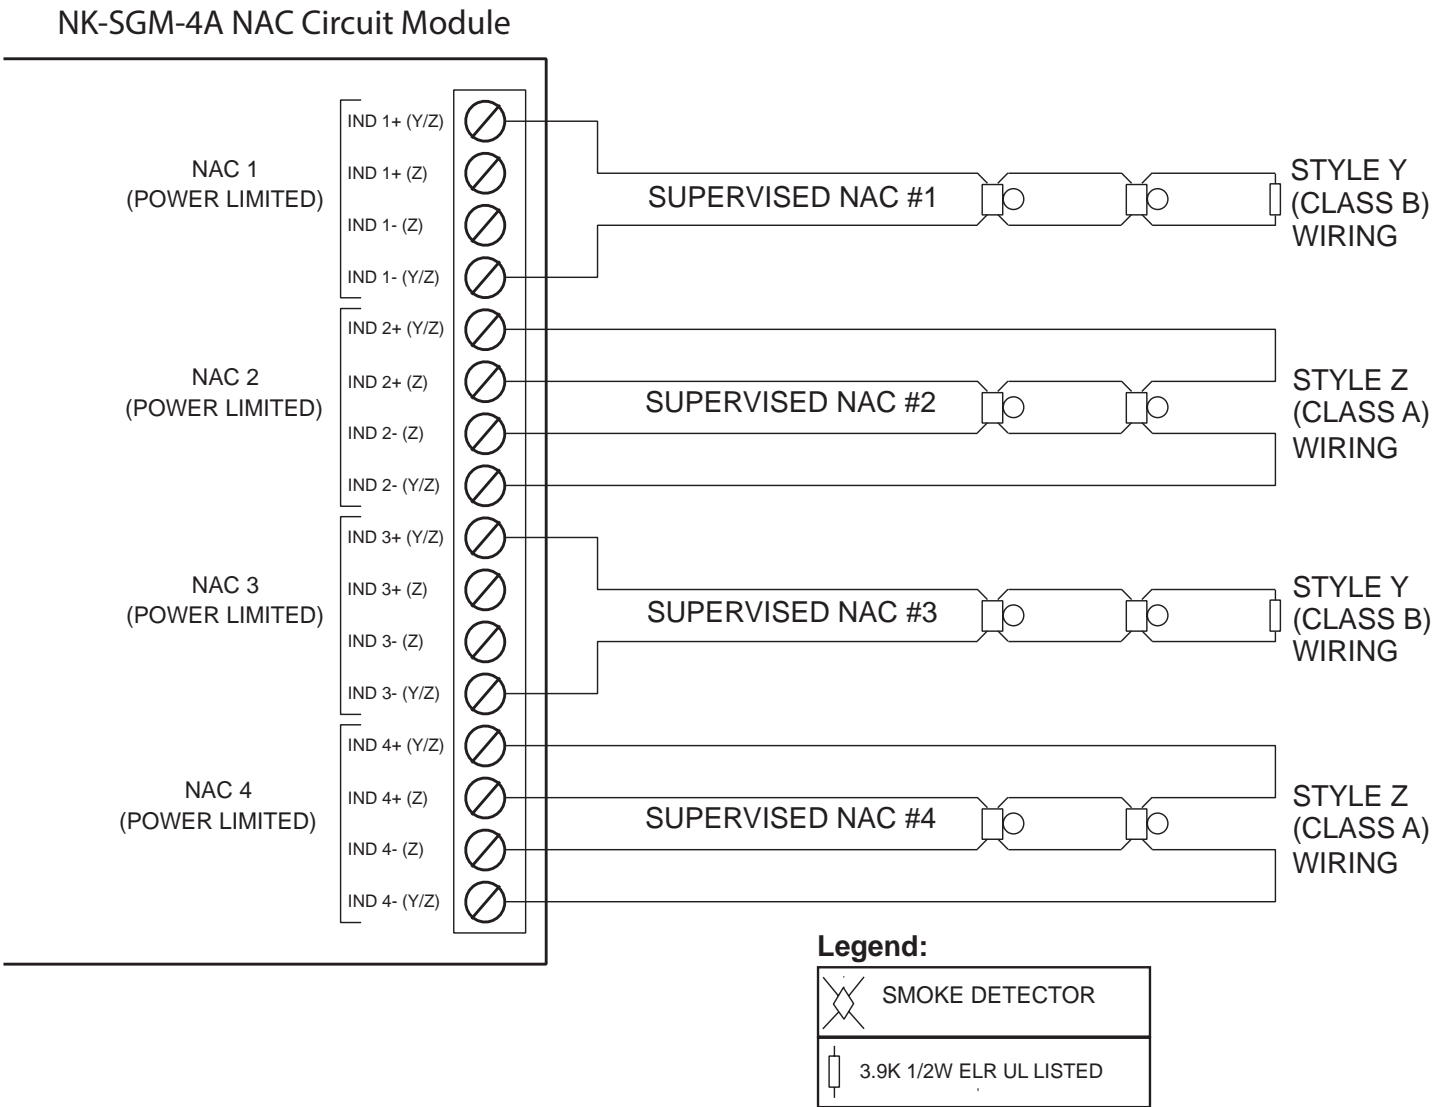 NK-SGM-4A NAC Circuit Module
NAC 1
(POWER LIMITED)
IND 1+ (Y/Z)
IND 1+ (Z)
IND 1- (Z)
IND 1- (Y/Z)
SUPERVISED NAC #1
STYLE Y
(CLASS B)
WIRING
NAC 2
(POWER LIMITED)
IND 2+ (Y/Z)
IND 2+ (Z)
IND 2- (Z)
IND 2- (Y/Z)
SUPERVISED NAC #2
STYLE Z
(CLASS A)
WIRING
NAC 3
(POWER LIMITED)
IND 3+ (Y/Z)
IND 3+ (Z)
IND 3- (Z)
IND 3- (Y/Z)
SUPERVISED NAC #3
STYLE Y
(CLASS B)
WIRING
NAC 4
(POWER LIMITED)
IND 4+ (Y/Z)
IND 4+ (Z)
IND 4- (Z)
IND 4- (Y/Z)
SUPERVISED NAC #4
STYLE Z
(CLASS A)
WIRING
Legend:
SMOKE DETECTOR
3.9K 1/2W ELR UL LISTED